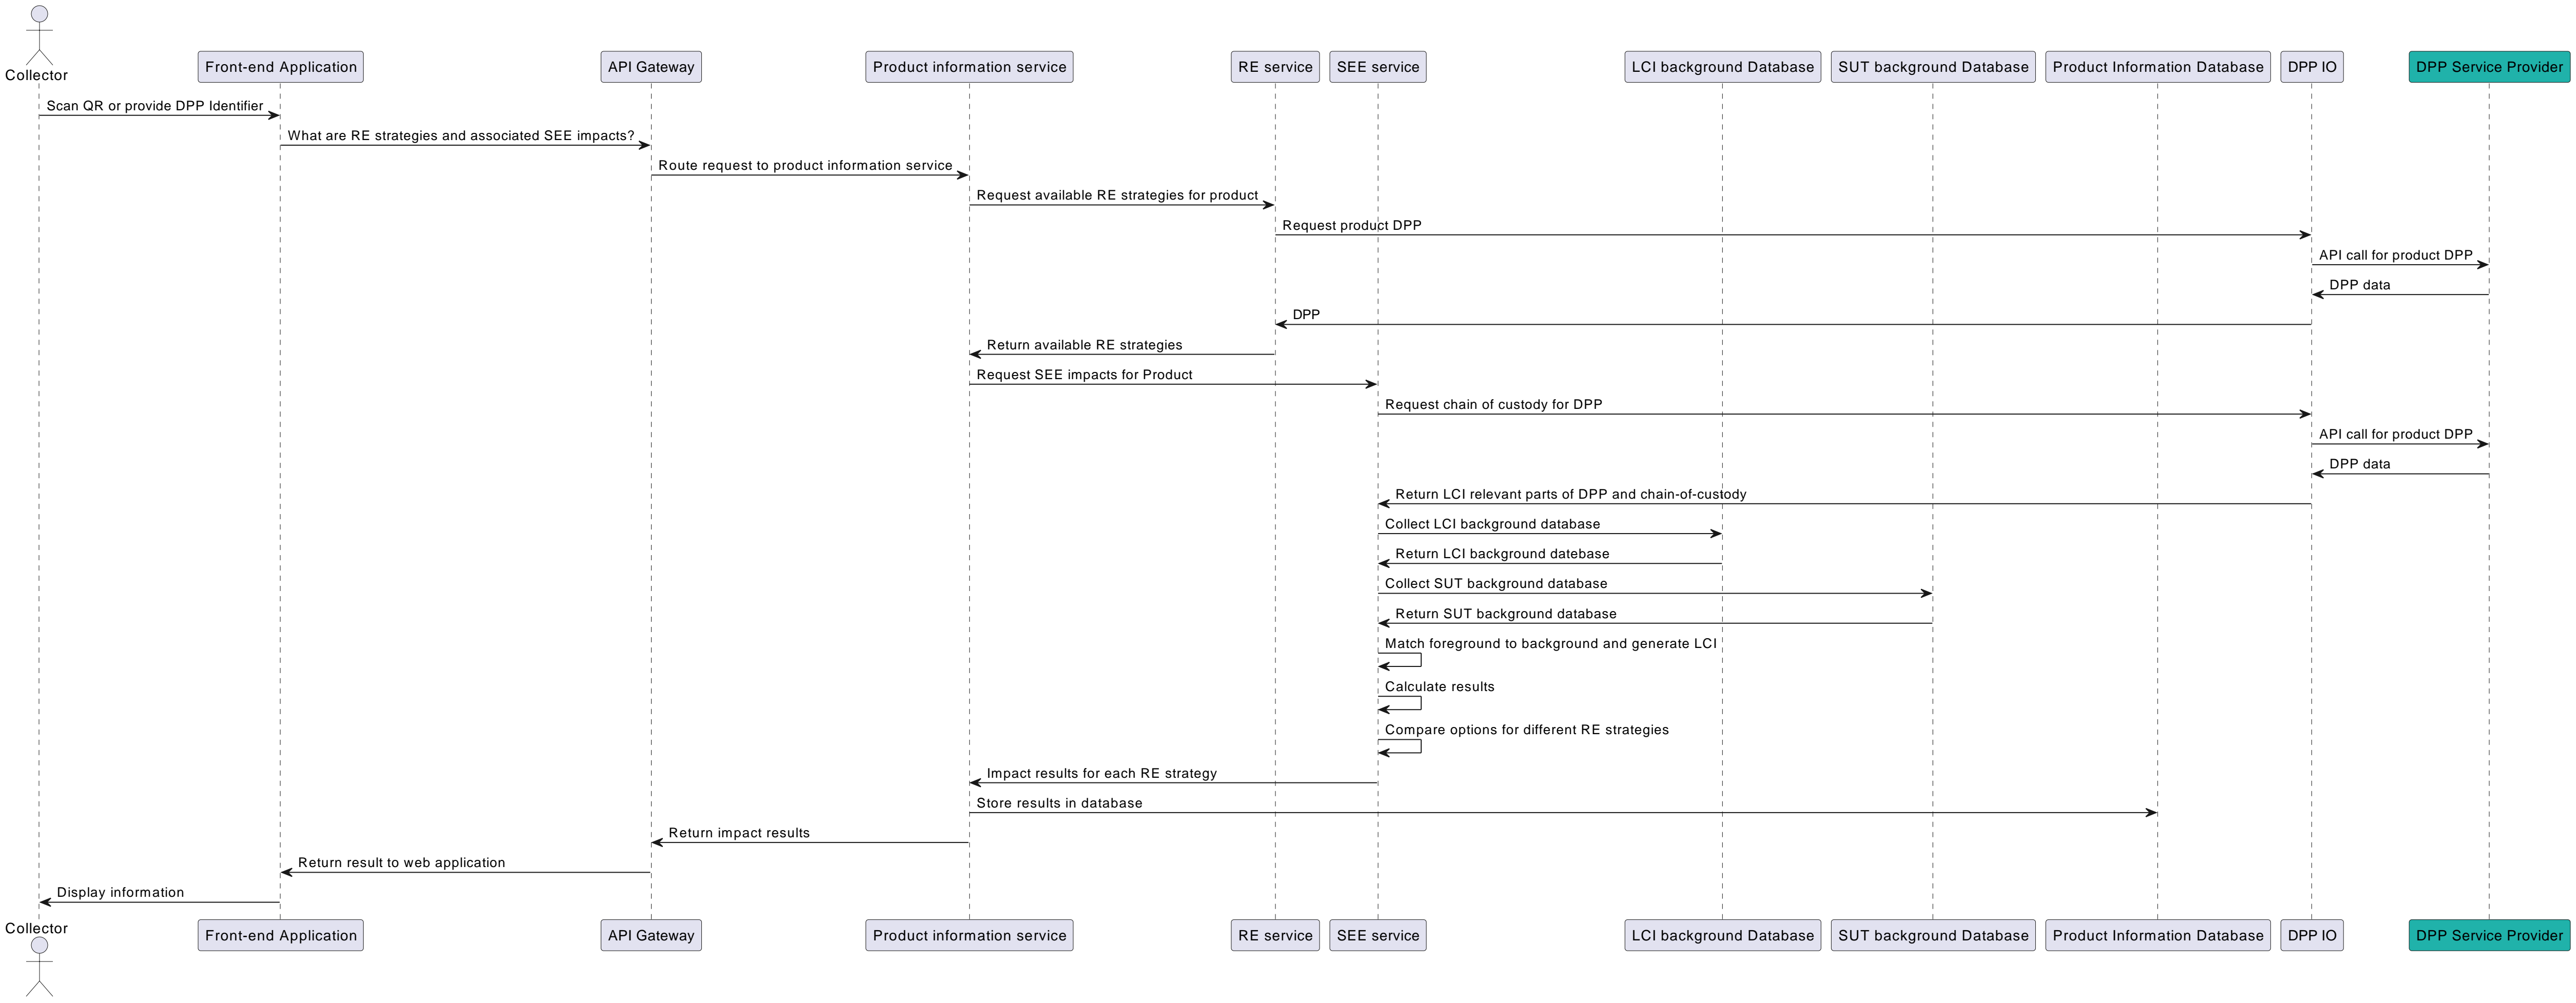 Collector
Front-end Application
API Gateway
Product information service
RE service
SEE service
LCI background Database
SUT background Database
Product Information Database
DPP IO
DPP Service Provider
Scan QR or provide DPP Identifier
What are RE strategies and associated SEE impacts?
Route request to product information service
Request available RE strategies for product
Request product DPP
API call for product DPP
DPP data
DPP
Return available RE strategies
Request SEE impacts for Product
Request chain of custody for DPP
API call for product DPP
DPP data
Return LCI relevant parts of DPP and chain-of-custody
Collect LCI background database
Return LCI background datebase
Collect SUT background database
Return SUT background database
Match foreground to background and generate LCI
Calculate results
Compare options for different RE strategies
Impact results for each RE strategy
Store results in database
Return impact results
Return result to web application
Display information
Collector
Front-end Application
API Gateway
Product information service
RE service
SEE service
LCI background Database
SUT background Database
Product Information Database
DPP IO
DPP Service Provider